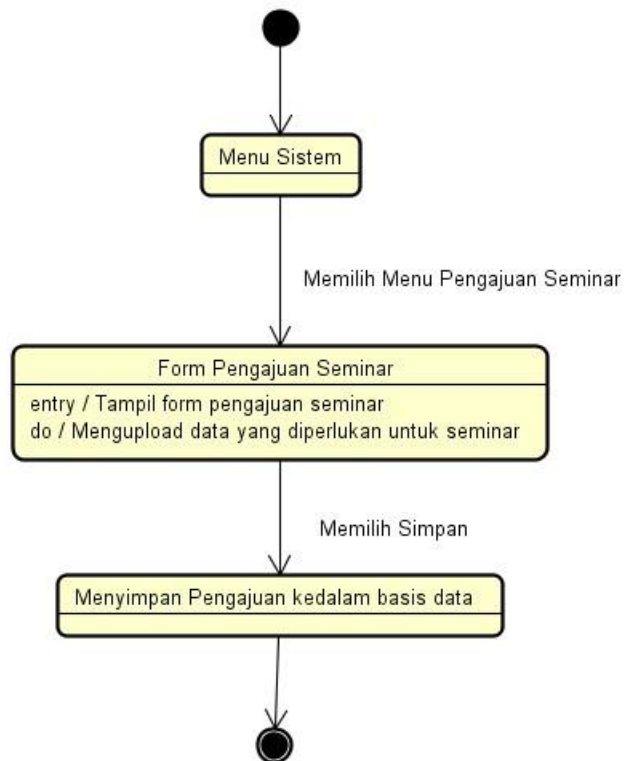 Menu Sistem
Memilih Menu Pengajuan Seminar
Form Pengajuan Seminar
entry / Tampil form pengajuan seminar
do / Mengupload data yang diperlukan untuk seminar
Memilih Simpan
Menyimpan Pengajuan kedalam basis data